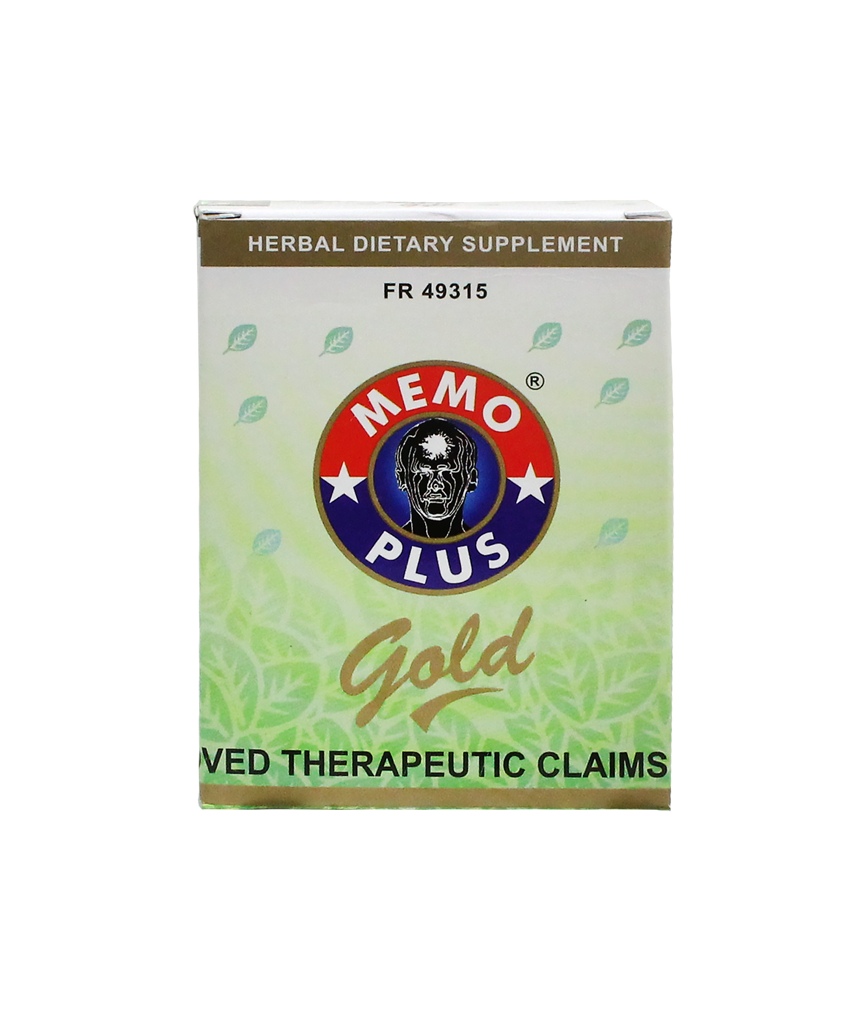 HERBAL DIETARY SUPPLEMENT
FR 49315
MEMO ®
PLUS
Gold
VED THERAPEUTIC CLAIMS